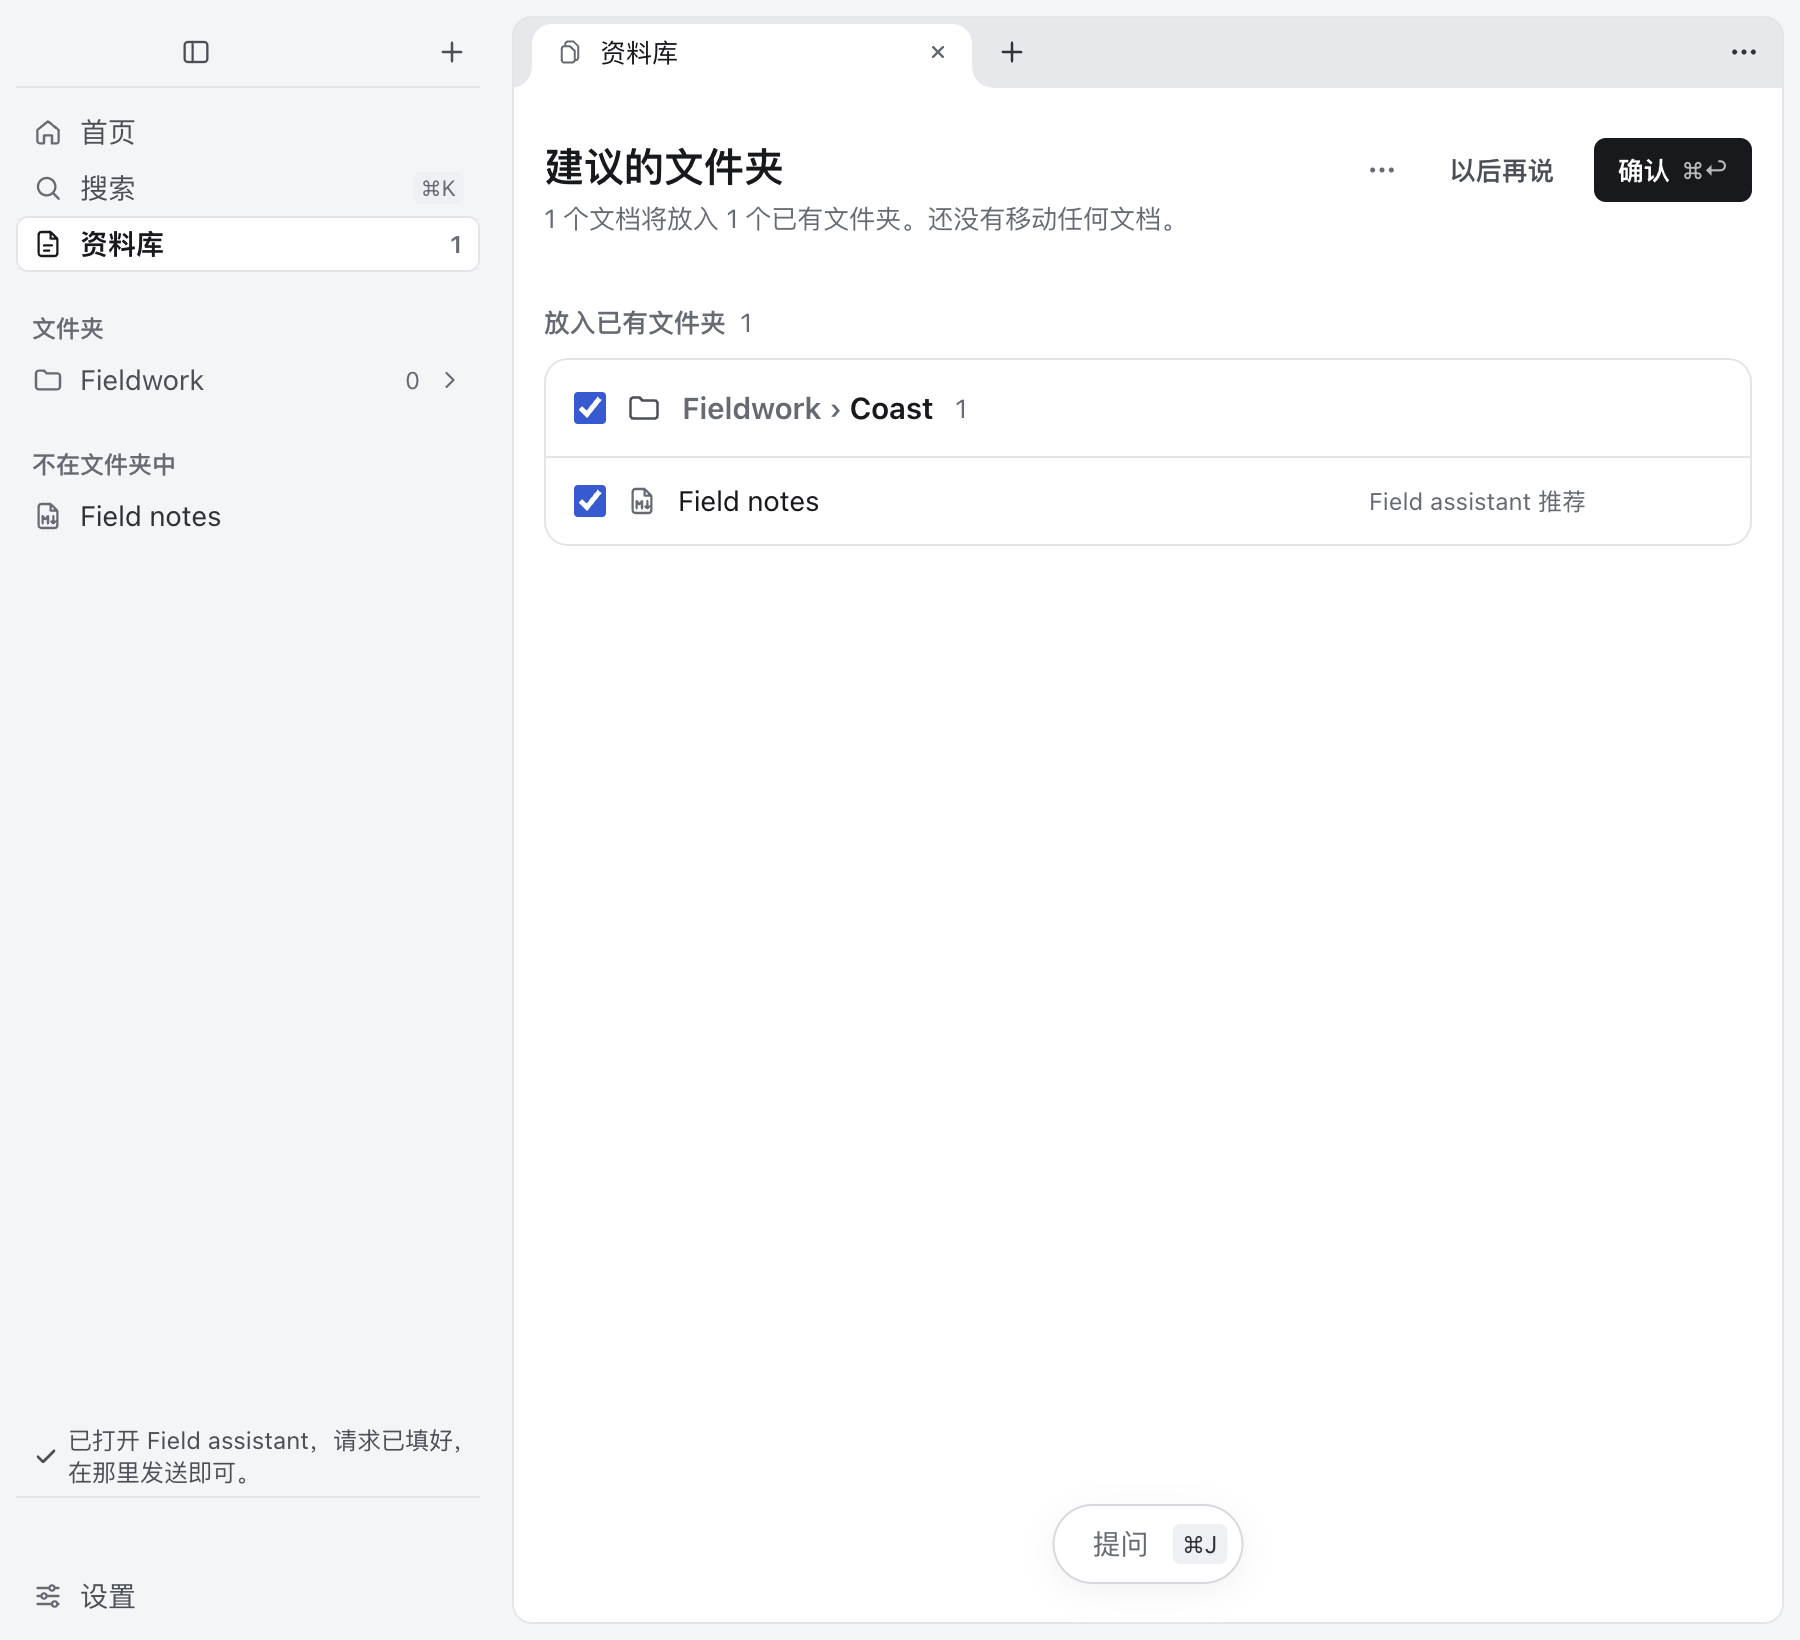 首页
搜索 ⌘K
资料库 1
文件夹
Fieldwork 0
不在文件夹中
Field notes
已打开 Field assistant，请求已填好，
在那里发送即可。
设置
资料库
建议的文件夹
以后再说
确认 ⌘↩
1 个文档将放入 1 个已有文件夹。还没有移动任何文档。
放入已有文件夹 1
Fieldwork › Coast 1
Field notes Field assistant 推荐
提问 ⌘J